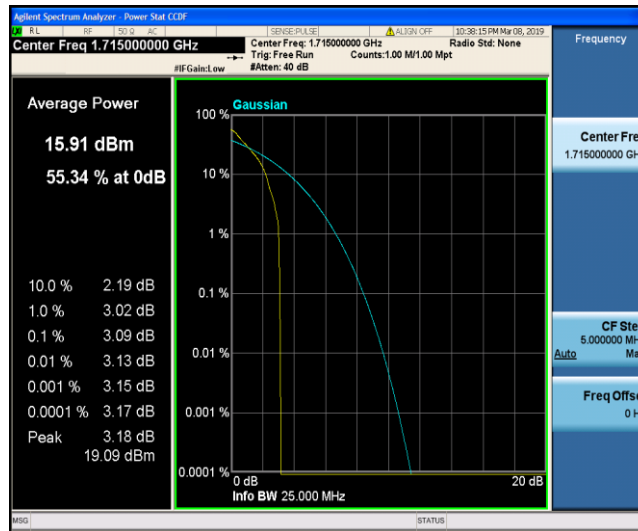 Agilent Spectrum Analyzer - Power Stat CCDF
RL RF 50 Ω AC SENSE:PULSE ALIGN OFF 10:38:15 PM Mar 08, 2019
Center Freq 1.715000000 GHz
Center Freq: 1.715000000 GHz Radio Std: None
Trig: Free Run Counts:1.00 M/1.00 Mpt
#IFGain:Low #Atten: 40 dB
Frequency
Average Power
15.91 dBm
55.34 % at 0dB
10.0 % 2.19 dB
1.0 % 3.02 dB
0.1 % 3.09 dB
0.01 % 3.13 dB
0.001 % 3.15 dB
0.0001 % 3.17 dB
Peak 3.18 dB
19.09 dBm
Gaussian
100 %
10 %
1 %
0.1 %
0.01 %
0.001 %
0.0001 %
0 dB 20 dB
Info BW 25.000 MHz
Center Fre
1.715000000 GH
CF Ste
5.000000 MH
Auto Ma
Freq Offse
0 H
MSG STATUS